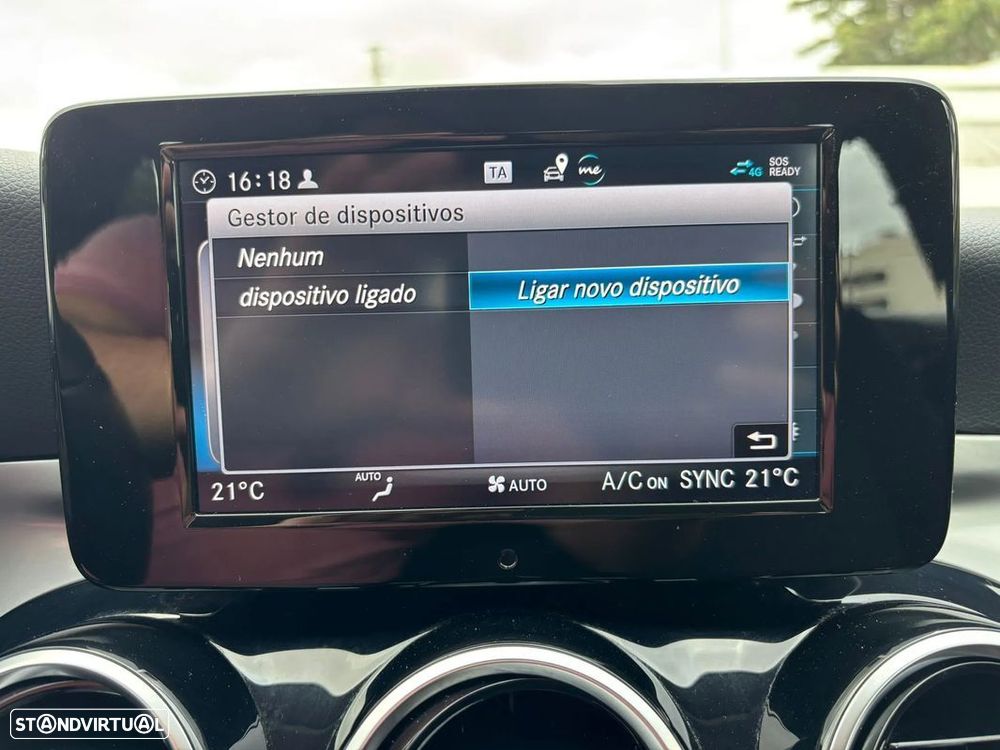 16:18 TA me 4G SOS
READY
Gestor de dispositivos
Nenhum
dispositivo ligado Ligar novo dispositivo
21°C AUTO AUTO A/C ON SYNC 21°C
STANDVIRTUAL